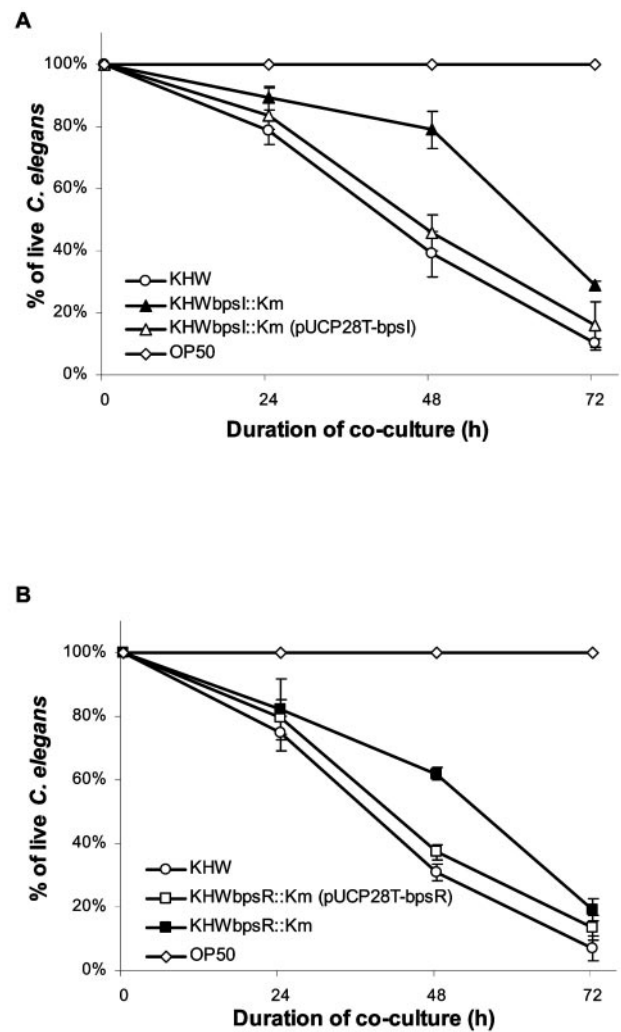 A
100%
80%
60%
40%
20%
0%
% of live C. elegans
KHW
KHWbpsI::Km
KHWbpsI::Km (pUCP28T-bpsI)
OP50
0 24 48 72
Duration of co-culture (h)
B
100%
80%
60%
40%
20%
0%
% of live C. elegans
KHW
KHWbpsR::Km (pUCP28T-bpsR)
KHWbpsR::Km
OP50
0 24 48 72
Duration of co-culture (h)